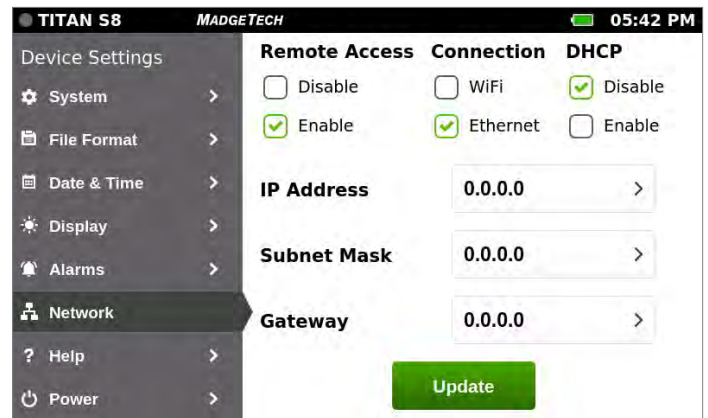 TITAN S8 MADGETECH 05:42 PM
Device Settings
System
File Format
Date & Time
Display
Alarms
Network
? Help
Power
Remote Access Connection DHCP
Disable WiFi Disable
Enable Ethernet Enable
IP Address 0.0.0.0
Subnet Mask 0.0.0.0
Gateway 0.0.0.0
Update